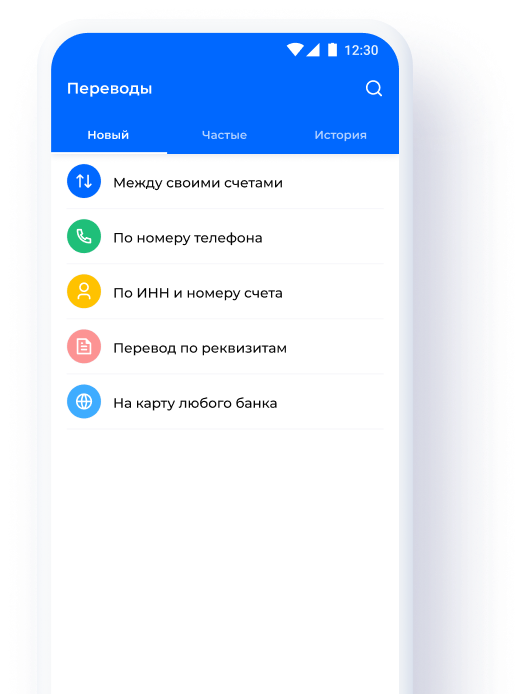 12:30
Переводы
Новый Частые История
Между своими счетами
По номеру телефона
По ИНН и номеру счета
Перевод по реквизитам
На карту любого банка